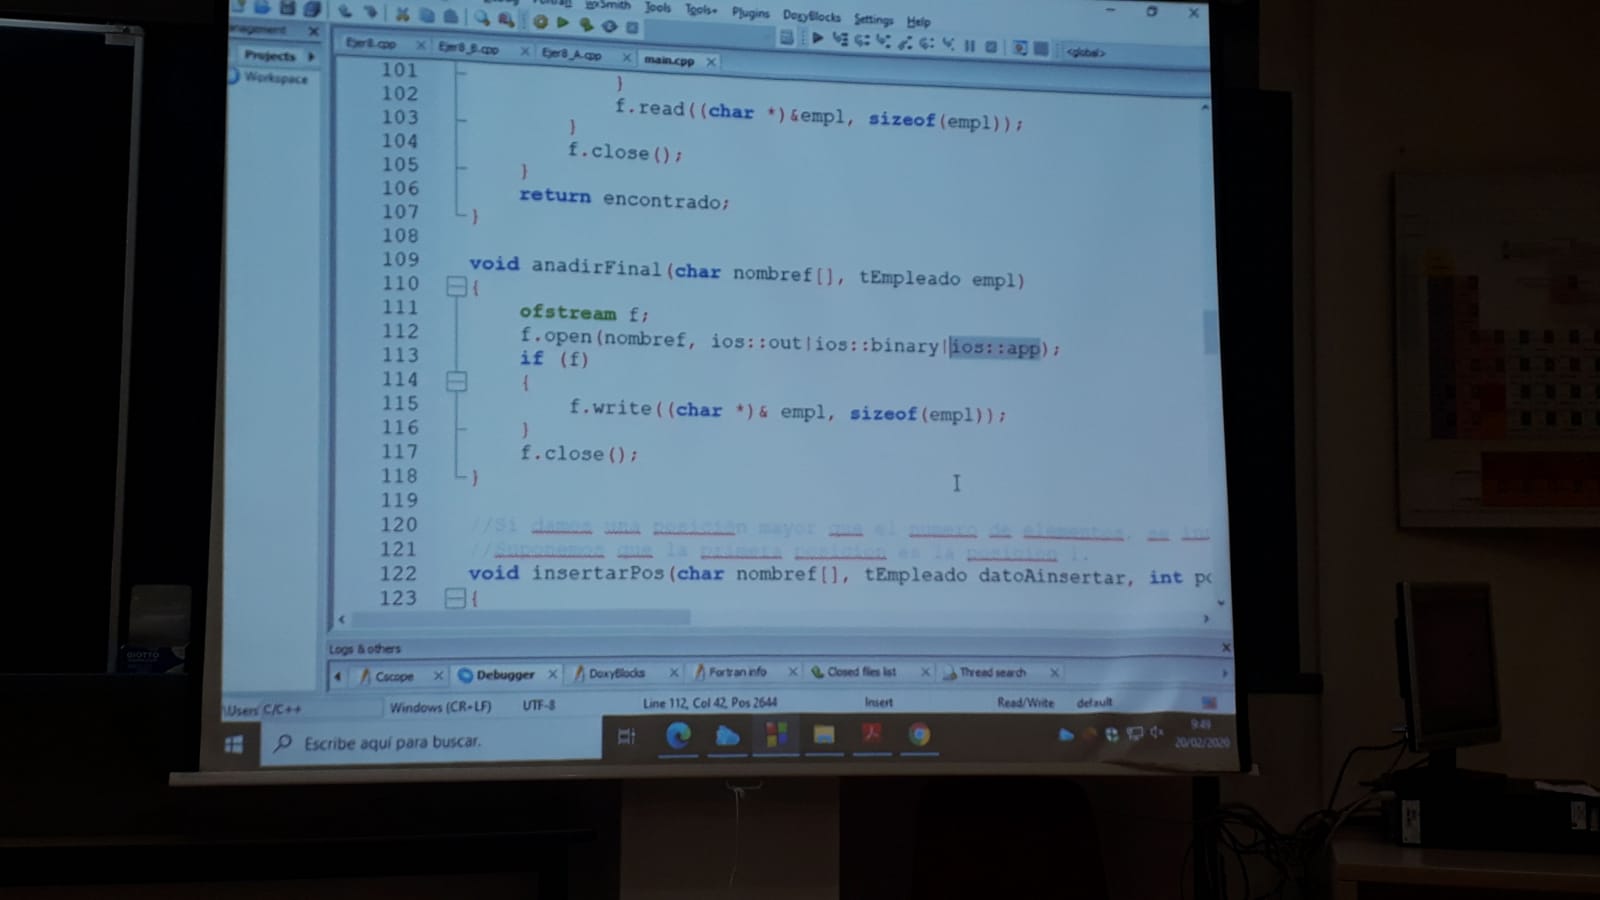 wxSmith Tools Tools+ Plugins DoxyBlocks Settings Help
<global>
Ejer8.cpp Ejer8_B.cpp Ejer8_A.cpp main.cpp
Projects
Workspace
101 }
102 f.read((char *)&empl, sizeof(empl));
103 }
104 f.close();
105 }
106 return encontrado;
107 }
108
109 void anadirFinal(char nombref[], tEmpleado empl)
110 {
111 ofstream f;
112 f.open(nombref, ios::out|ios::binary|ios::app);
113 if (f)
114 {
115 f.write((char *)& empl, sizeof(empl));
116 }
117 f.close();
118 }
119
120 //Si damos una posición mayor que el numero de elementos, se in
121 //Suponemos que la primera posicion es la posicion 1.
122 void insertarPos(char nombref[], tEmpleado datoAinsertar, int po
123 {
Logs & others
Cscope Debugger DoxyBlocks Fortran info Closed files list Thread search
\Users C/C++ Windows (CR+LF) UTF-8 Line 112, Col 42, Pos 2644 Insert Read/Write default
Escribe aquí para buscar.
9:49
20/02/2020
GIOTTO